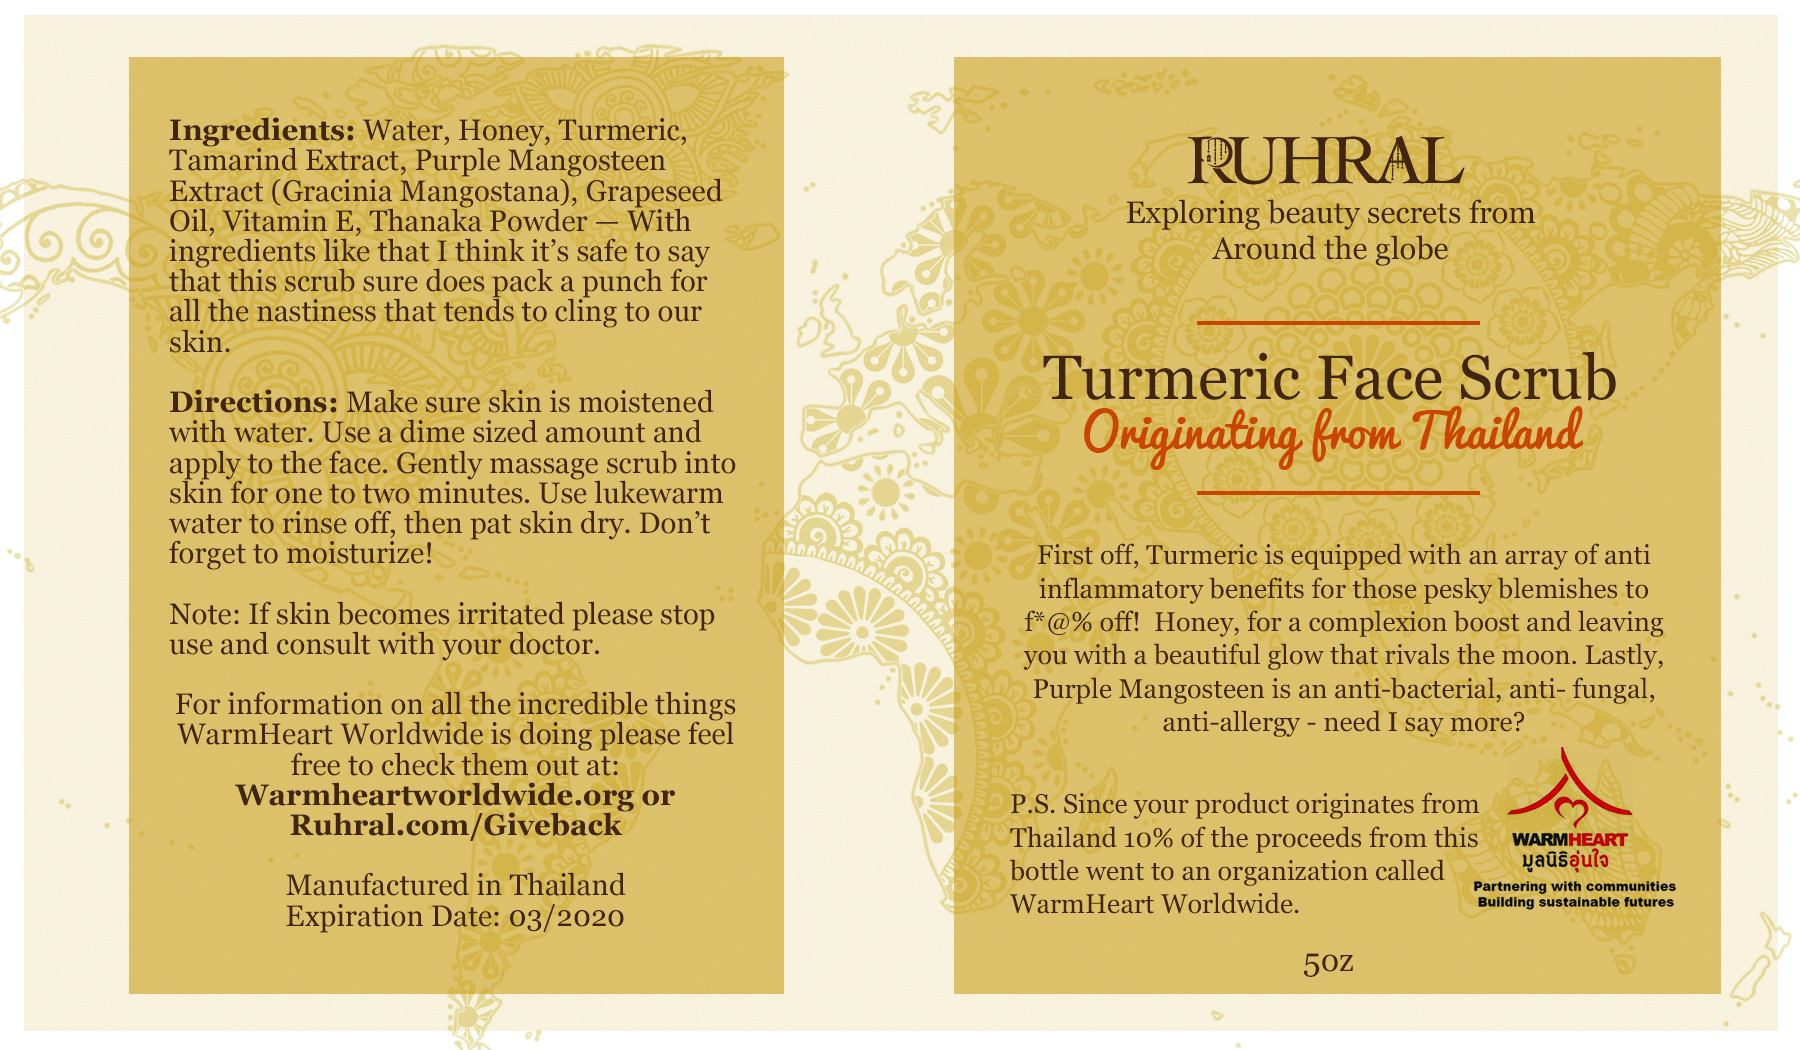 Ingredients: Water, Honey, Turmeric,
Tamarind Extract, Purple Mangosteen
Extract (Gracinia Mangostana), Grapeseed
Oil, Vitamin E, Thanaka Powder — With
ingredients like that I think it’s safe to say
that this scrub sure does pack a punch for
all the nastiness that tends to cling to our
skin.
Directions: Make sure skin is moistened
with water. Use a dime sized amount and
apply to the face. Gently massage scrub into
skin for one to two minutes. Use lukewarm
water to rinse off, then pat skin dry. Don’t
forget to moisturize!
Note: If skin becomes irritated please stop
use and consult with your doctor.
For information on all the incredible things
WarmHeart Worldwide is doing please feel
free to check them out at:
Warmheartworldwide.org or
Ruhral.com/Giveback
Manufactured in Thailand
Expiration Date: 03/2020
RUHRAL
Exploring beauty secrets from
Around the globe
Turmeric Face Scrub
Originating from Thailand
First off, Turmeric is equipped with an array of anti
inflammatory benefits for those pesky blemishes to
f*@% off!  Honey, for a complexion boost and leaving
you with a beautiful glow that rivals the moon. Lastly,
Purple Mangosteen is an anti-bacterial, anti- fungal,
anti-allergy - need I say more?
P.S. Since your product originates from
Thailand 10% of the proceeds from this
bottle went to an organization called
WarmHeart Worldwide.
WARMHEART
มูลนิธิอุ่นใจ
Partnering with communities
Building sustainable futures
5oz